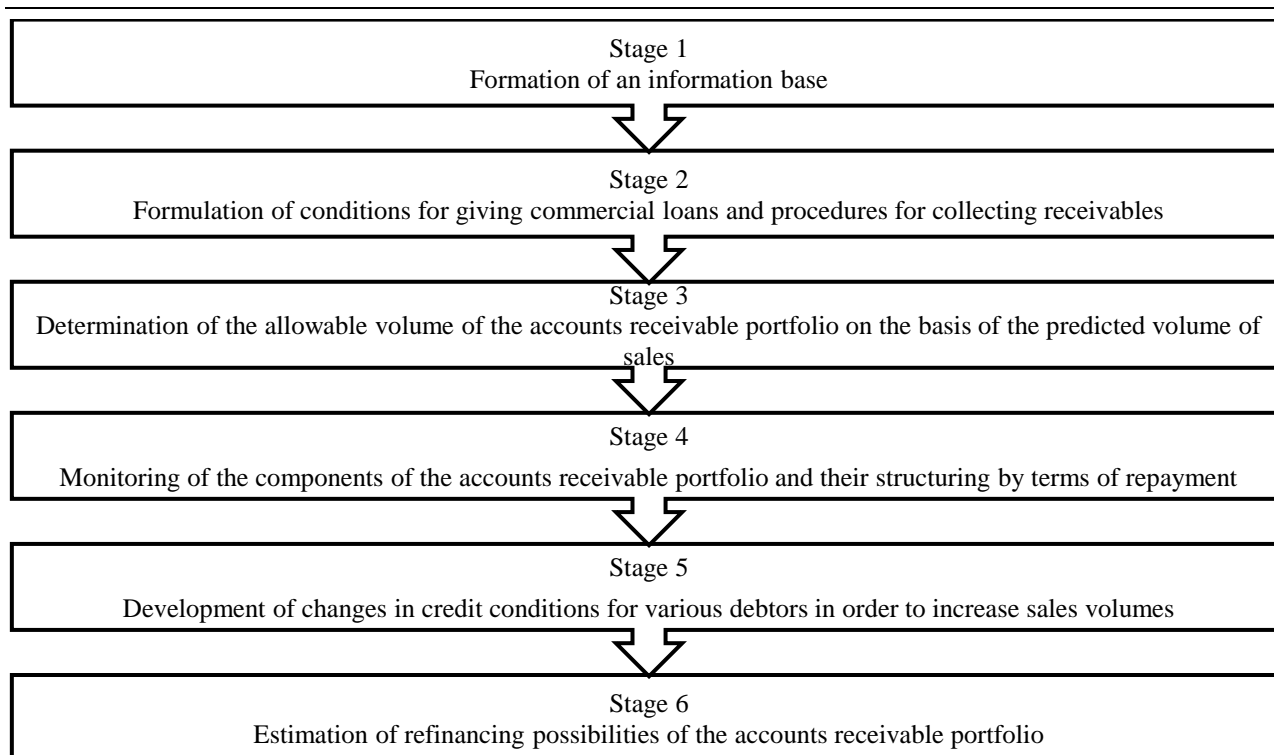 Stage 1
Formation of an information base
Stage 2
Formulation of conditions for giving commercial loans and procedures for collecting receivables
Stage 3
Determination of the allowable volume of the accounts receivable portfolio on the basis of the predicted volume of
sales
Stage 4
Monitoring of the components of the accounts receivable portfolio and their structuring by terms of repayment
Stage 5
Development of changes in credit conditions for various debtors in order to increase sales volumes
Stage 6
Estimation of refinancing possibilities of the accounts receivable portfolio